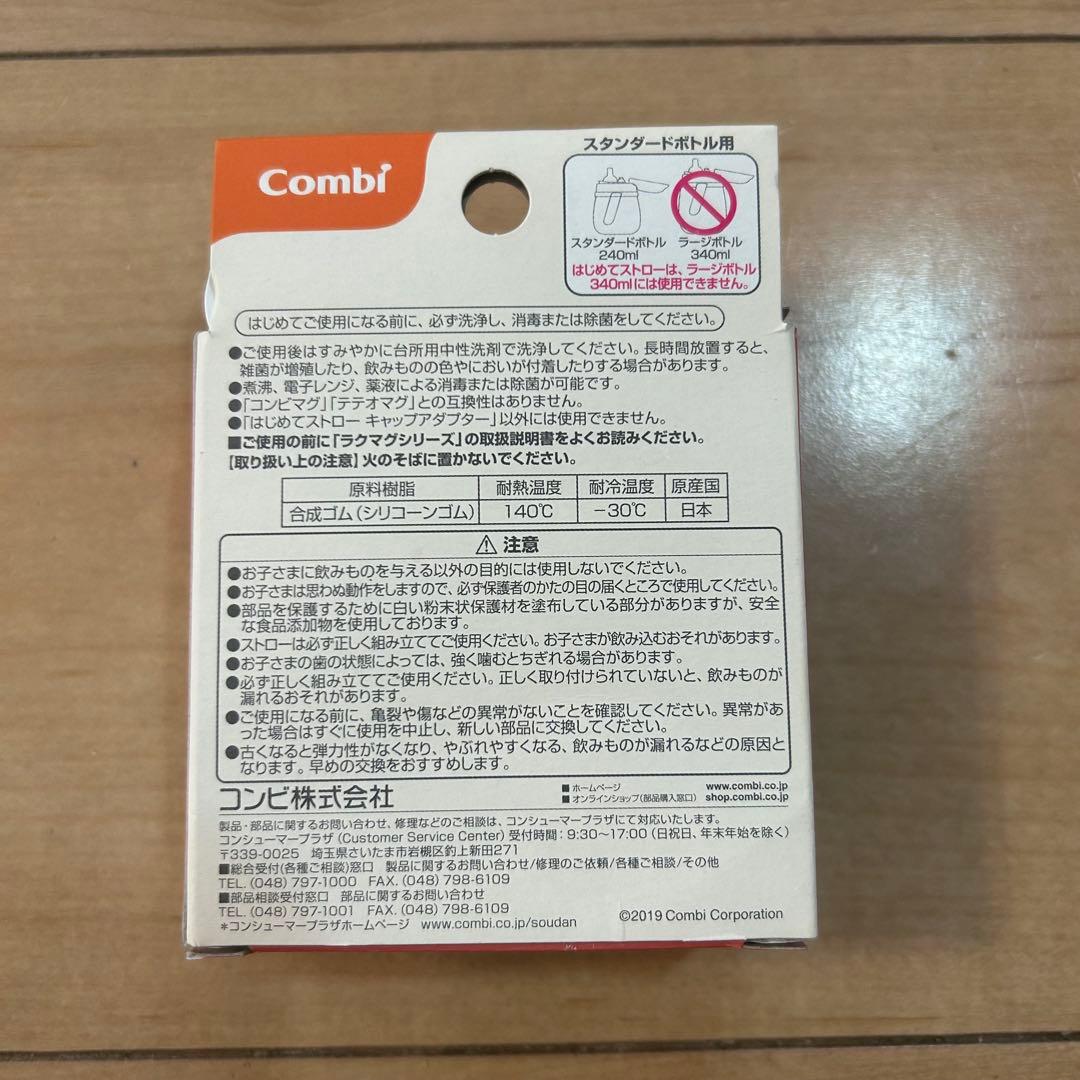 Combi
スタンダードボトル用
スタンダードボトル
240ml
ラージボトル
340ml
はじめてストローは、ラージボトル
340mlには使用できません。
はじめてご使用になる前に、必ず洗浄し、消毒または除菌をしてください。
●ご使用後はすみやかに台所用中性洗剤で洗浄してください。長時間放置すると、
雑菌が増殖したり、飲みものの色やにおいが付着したりする場合があります。
●煮沸、電子レンジ、薬液による消毒または除菌が可能です。
●「コンビマグ」「テテオマグ」との互換性はありません。
●「はじめてストロー キャップアダプター」以外には使用できません。
■ご使用の前に「ラクマグシリーズ」の取扱説明書をよくお読みください。
【取り扱い上の注意】火のそばに置かないでください。
原料樹脂 耐熱温度 耐冷温度 原産国
合成ゴム(シリコーンゴム) 140℃ −30℃ 日本
⚠ 注意
●お子さまに飲みものを与える以外の目的には使用しないでください。
●お子さまは思わぬ動作をしますので、必ず保護者のかたの目の届くところで使用してください。
●部品を保護するために白い粉末状保護材を塗布している部分がありますが、安全
な食品添加物を使用しております。
●ストローは必ず正しく組み立ててご使用ください。お子さまが飲み込むおそれがあります。
●お子さまの歯の状態によっては、強く噛むとちぎれる場合があります。
●必ず正しく組み立ててご使用ください。正しく取り付けられていないと、飲みものが
漏れるおそれがあります。
●ご使用になる前に、亀裂や傷などの異常がないことを確認してください。異常があ
った場合はすぐに使用を中止し、新しい部品に交換してください。
●古くなると弾力性がなくなり、やぶれやすくなる、飲みものが漏れるなどの原因と
なります。早めの交換をおすすめします。
コンビ株式会社
■ホームページ www.combi.co.jp
■オンラインショップ(部品購入窓口) shop.combi.co.jp
製品・部品に関するお問い合わせ、修理などのご相談は、コンシューマープラザにて対応いたします。
コンシューマープラザ (Customer Service Center) 受付時間:9:30〜17:00 (日祝日、年末年始を除く)
〒339-0025 埼玉県さいたま市岩槻区釣上新田271
■総合受付(各種ご相談)窓口 製品に関するお問い合わせ/修理のご依頼/各種ご相談/その他
TEL. (048) 797-1000 FAX. (048) 798-6109
■部品相談受付窓口 部品に関するお問い合わせ
TEL. (048) 797-1001 FAX. (048) 798-6109
＊コンシューマープラザホームページ www.combi.co.jp/soudan
©2019 Combi Corporation